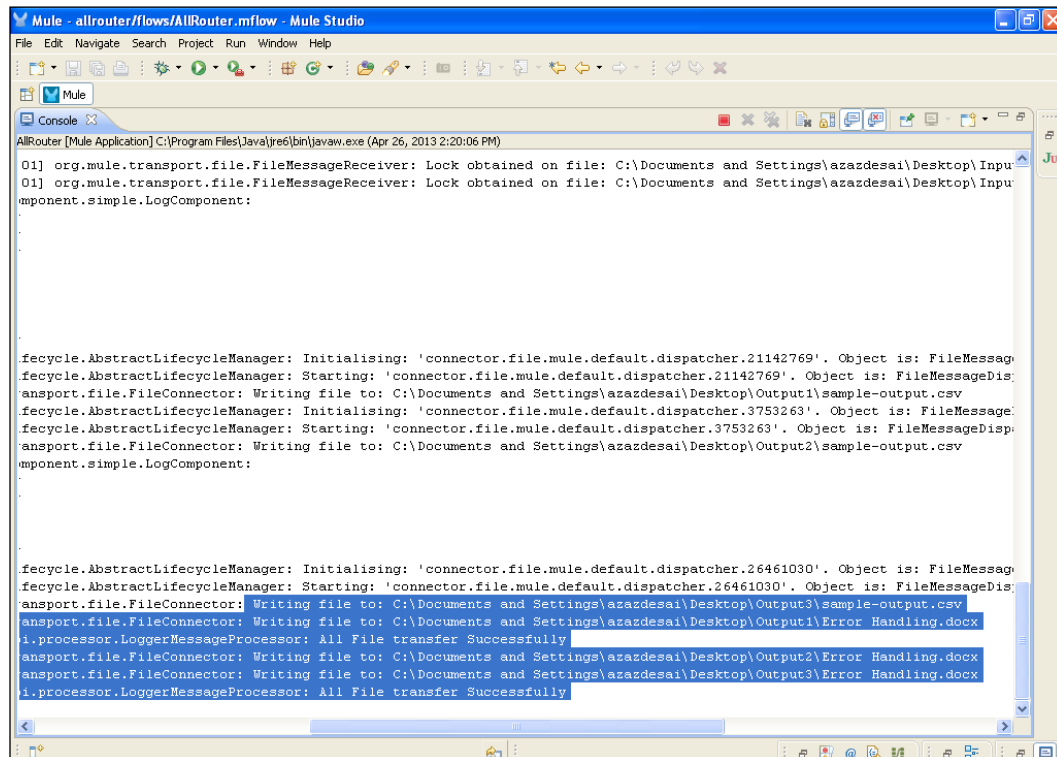 Mule - allrouter/flows/AllRouter.mflow - Mule Studio
File Edit Navigate Search Project Run Window Help
Mule
Console
AllRouter [Mule Application] C:\Program Files\Java\jre6\bin\javaw.exe (Apr 26, 2013 2:20:06 PM)
01] org.mule.transport.file.FileMessageReceiver: Lock obtained on file: C:\Documents and Settings\azazdesai\Desktop\Inpu
01] org.mule.transport.file.FileMessageReceiver: Lock obtained on file: C:\Documents and Settings\azazdesai\Desktop\Inpu
mponent.simple.LogComponent:
.fecycle.AbstractLifecycleManager: Initialising: 'connector.file.mule.default.dispatcher.21142769'. Object is: FileMessag
.fecycle.AbstractLifecycleManager: Starting: 'connector.file.mule.default.dispatcher.21142769'. Object is: FileMessageDis
ansport.file.FileConnector: Writing file to: C:\Documents and Settings\azazdesai\Desktop\Output1\sample-output.csv
.fecycle.AbstractLifecycleManager: Initialising: 'connector.file.mule.default.dispatcher.3753263'. Object is: FileMessage
.fecycle.AbstractLifecycleManager: Starting: 'connector.file.mule.default.dispatcher.3753263'. Object is: FileMessageDisp
ansport.file.FileConnector: Writing file to: C:\Documents and Settings\azazdesai\Desktop\Output2\sample-output.csv
mponent.simple.LogComponent:
.fecycle.AbstractLifecycleManager: Initialising: 'connector.file.mule.default.dispatcher.26461030'. Object is: FileMessag
.fecycle.AbstractLifecycleManager: Starting: 'connector.file.mule.default.dispatcher.26461030'. Object is: FileMessageDis
ansport.file.FileConnector: Writing file to: C:\Documents and Settings\azazdesai\Desktop\Output3\sample-output.csv
ansport.file.FileConnector: Writing file to: C:\Documents and Settings\azazdesai\Desktop\Output1\Error Handling.docx
i.processor.LoggerMessageProcessor: All File transfer Successfully
ansport.file.FileConnector: Writing file to: C:\Documents and Settings\azazdesai\Desktop\Output2\Error Handling.docx
ansport.file.FileConnector: Writing file to: C:\Documents and Settings\azazdesai\Desktop\Output3\Error Handling.docx
i.processor.LoggerMessageProcessor: All File transfer Successfully